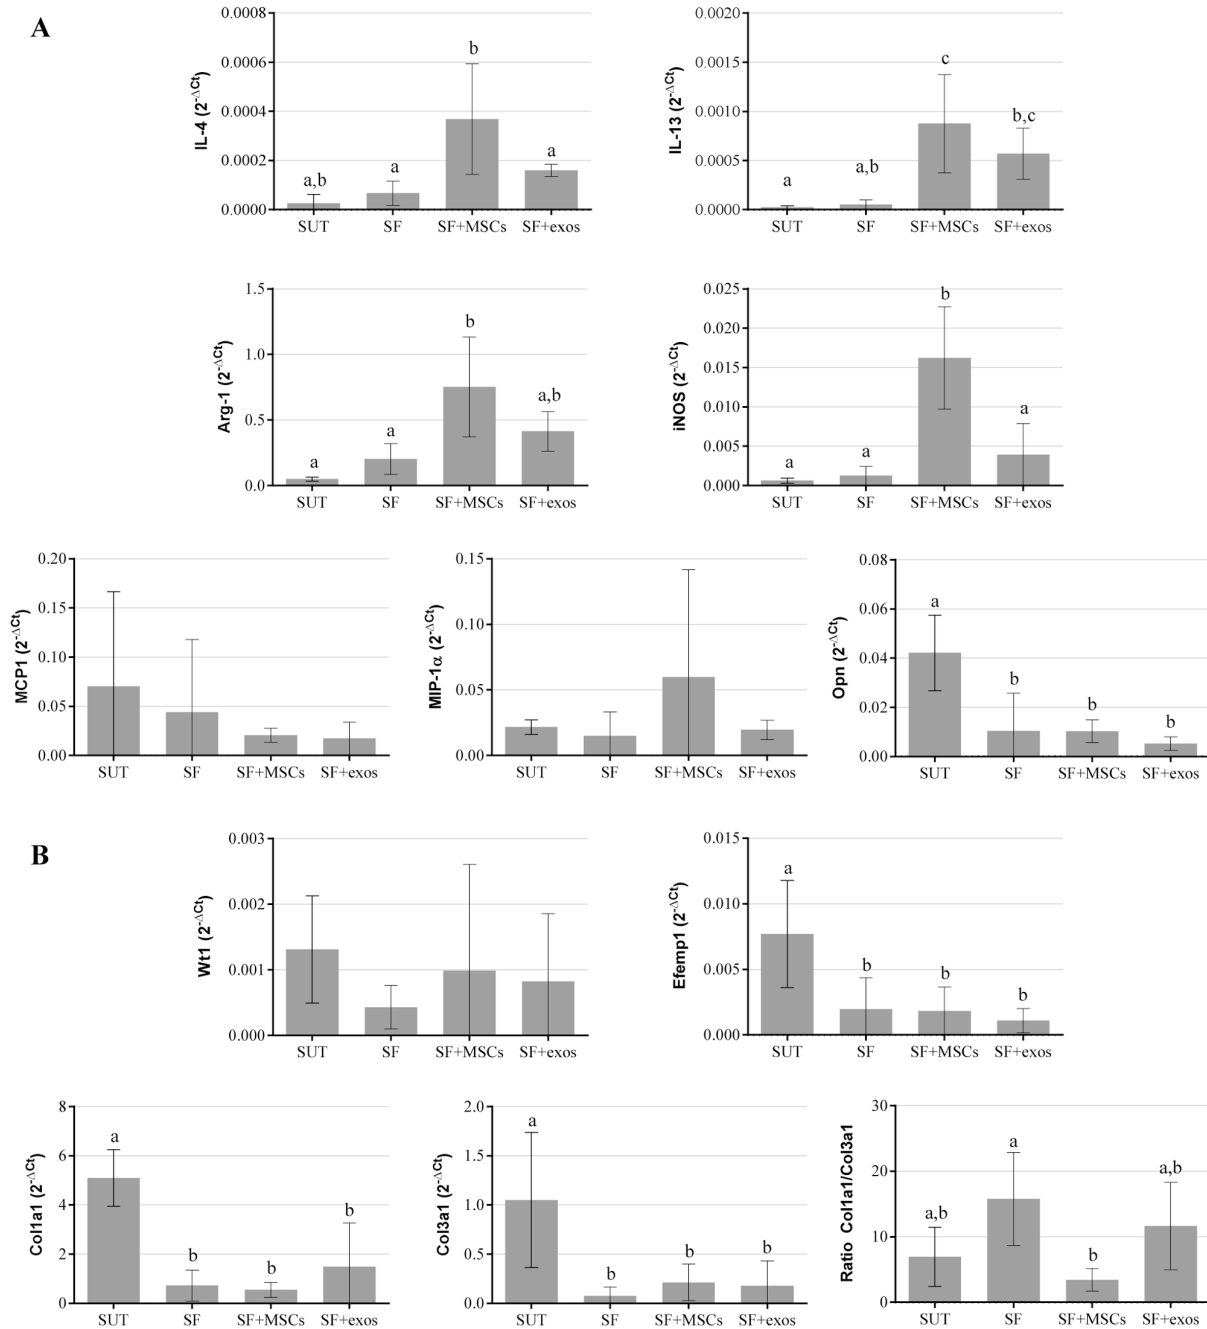 A
IL-4 (2-ΔCt)
0.0008
0.0006
0.0004
0.0002
0.0000
a,b
a
b
a
SUT SF SF+MSCs SF+exos
IL-13 (2-ΔCt)
0.0020
0.0015
0.0010
0.0005
0.0000
a
a,b
c
b,c
SUT SF SF+MSCs SF+exos
Arg-1 (2-ΔCt)
1.5
1.0
0.5
0.0
a
a
b
a,b
SUT SF SF+MSCs SF+exos
iNOS (2-ΔCt)
0.025
0.020
0.015
0.010
0.005
0.000
a
a
b
a
SUT SF SF+MSCs SF+exos
MCP1 (2-ΔCt)
0.20
0.15
0.10
0.05
0.00
SUT SF SF+MSCs SF+exos
MIP-1α (2-ΔCt)
0.15
0.10
0.05
0.00
SUT SF SF+MSCs SF+exos
Opn (2-ΔCt)
0.08
0.06
0.04
0.02
0.00
a
b
b
b
SUT SF SF+MSCs SF+exos
B
Wt1 (2-ΔCt)
0.003
0.002
0.001
0.000
SUT SF SF+MSCs SF+exos
Efemp1 (2-ΔCt)
0.015
0.010
0.005
0.000
a
b
b
b
SUT SF SF+MSCs SF+exos
Col1a1 (2-ΔCt)
8
6
4
2
0
a
b
b
b
SUT SF SF+MSCs SF+exos
Col3a1 (2-ΔCt)
2.0
1.5
1.0
0.5
0.0
a
b
b
b
SUT SF SF+MSCs SF+exos
Ratio Col1a1/Col3a1
30
20
10
0
a,b
a
b
a,b
SUT SF SF+MSCs SF+exos